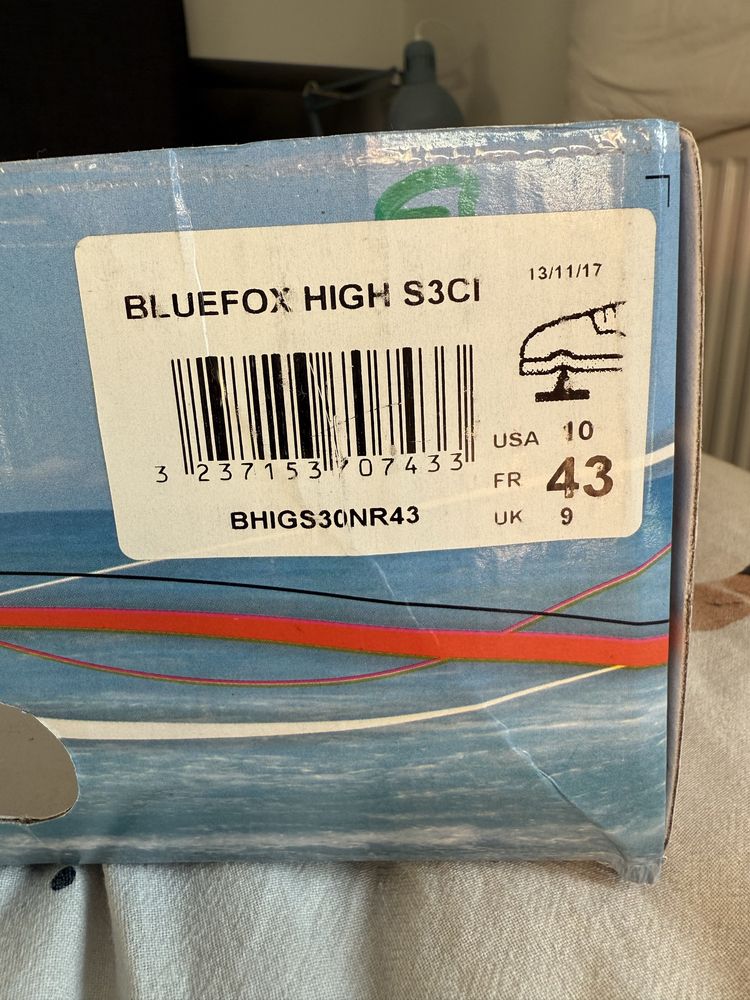 BLUEFOX HIGH S3CI
13/11/17
3 237153 707433
BHIGS30NR43
USA 10
FR 43
UK 9